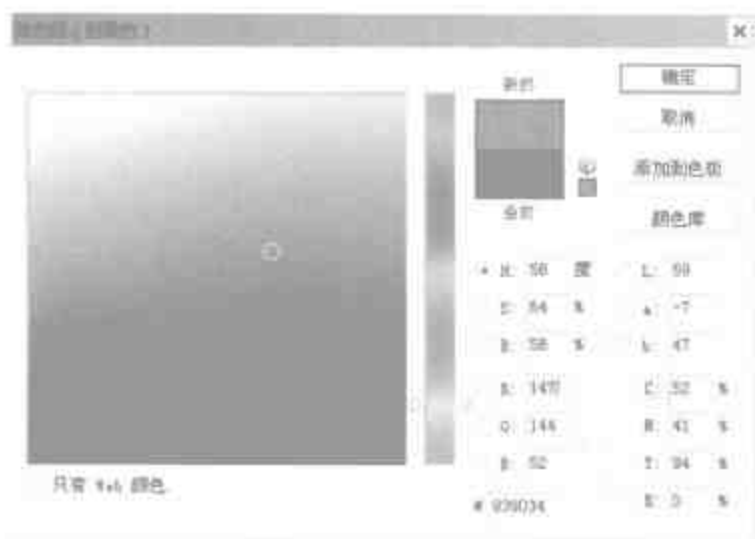 新的
确定
取消
添加到色板
当前
颜色库
H: 58 度
L: 59
S: 64 %
a: -7
B: 58 %
b: 47
R: 147
C: 52 %
G: 144
M: 41 %
B: 52
Y: 94 %
只有 Web 颜色
# 939034
K: 0 %